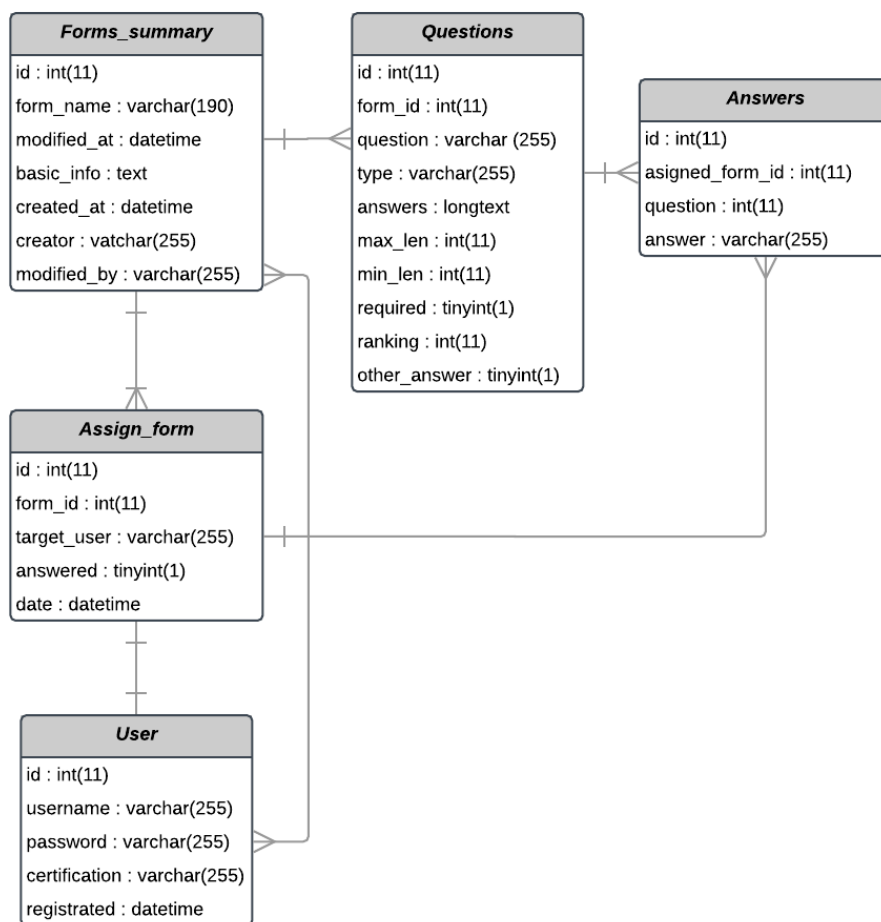 Forms_summary
id : int(11)
form_name : varchar(190)
modified_at : datetime
basic_info : text
created_at : datetime
creator : vatchar(255)
modified_by : varchar(255)
Questions
id : int(11)
form_id : int(11)
question : varchar (255)
type : varchar(255)
answers : longtext
max_len : int(11)
min_len : int(11)
required : tinyint(1)
ranking : int(11)
other_answer : tinyint(1)
Answers
id : int(11)
asigned_form_id : int(11)
question : int(11)
answer : varchar(255)
Assign_form
id : int(11)
form_id : int(11)
target_user : varchar(255)
answered : tinyint(1)
date : datetime
User
id : int(11)
username : varchar(255)
password : varchar(255)
certification : varchar(255)
registrated : datetime